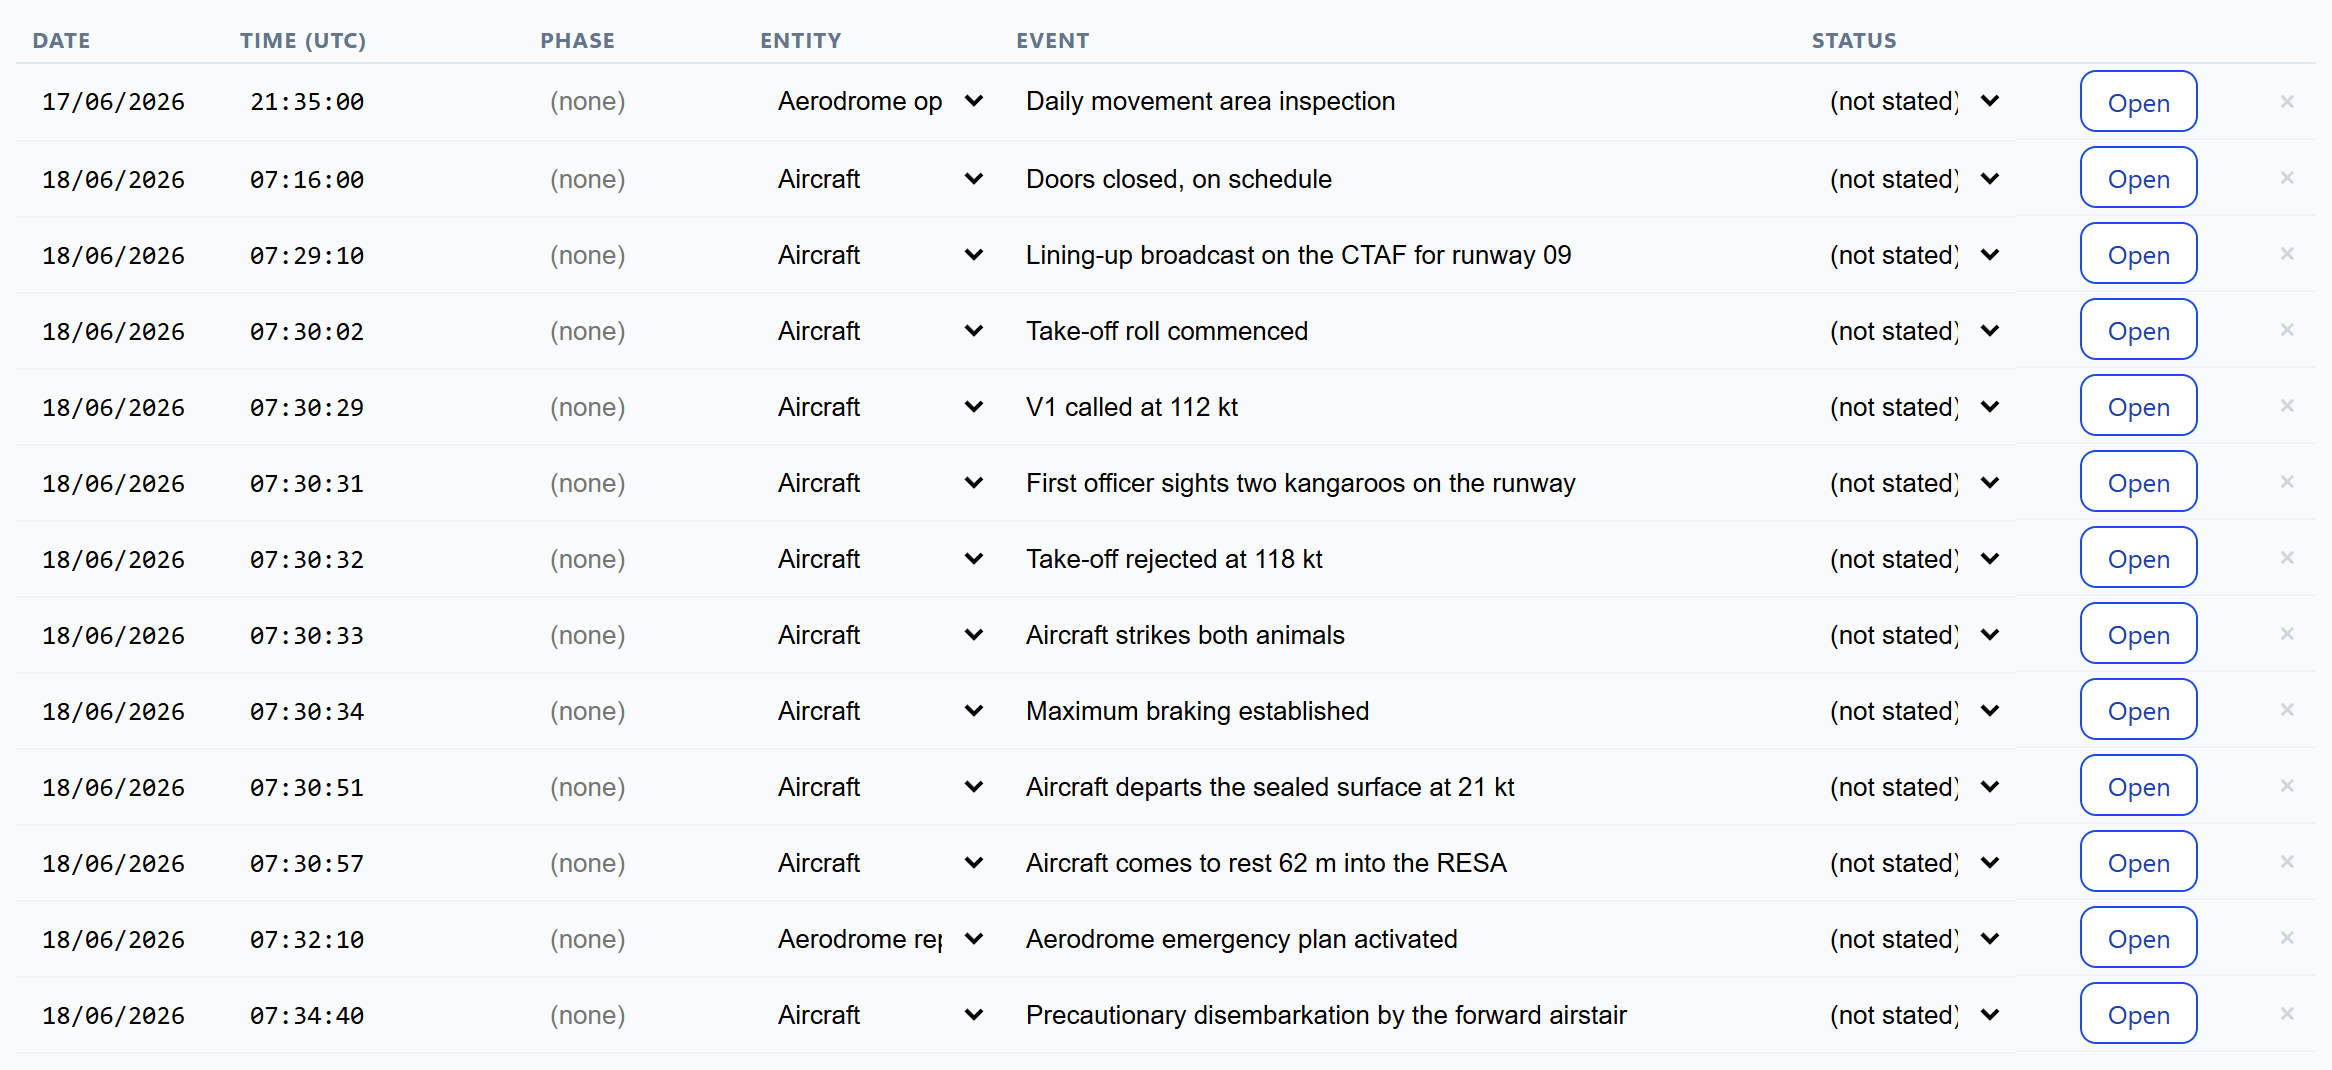 DATE TIME (UTC) PHASE ENTITY EVENT STATUS
17/06/2026 21:35:00 (none) Aerodrome op Daily movement area inspection (not stated) Open ×
18/06/2026 07:16:00 (none) Aircraft Doors closed, on schedule (not stated) Open ×
18/06/2026 07:29:10 (none) Aircraft Lining-up broadcast on the CTAF for runway 09 (not stated) Open ×
18/06/2026 07:30:02 (none) Aircraft Take-off roll commenced (not stated) Open ×
18/06/2026 07:30:29 (none) Aircraft V1 called at 112 kt (not stated) Open ×
18/06/2026 07:30:31 (none) Aircraft First officer sights two kangaroos on the runway (not stated) Open ×
18/06/2026 07:30:32 (none) Aircraft Take-off rejected at 118 kt (not stated) Open ×
18/06/2026 07:30:33 (none) Aircraft Aircraft strikes both animals (not stated) Open ×
18/06/2026 07:30:34 (none) Aircraft Maximum braking established (not stated) Open ×
18/06/2026 07:30:51 (none) Aircraft Aircraft departs the sealed surface at 21 kt (not stated) Open ×
18/06/2026 07:30:57 (none) Aircraft Aircraft comes to rest 62 m into the RESA (not stated) Open ×
18/06/2026 07:32:10 (none) Aerodrome rep Aerodrome emergency plan activated (not stated) Open ×
18/06/2026 07:34:40 (none) Aircraft Precautionary disembarkation by the forward airstair (not stated) Open ×